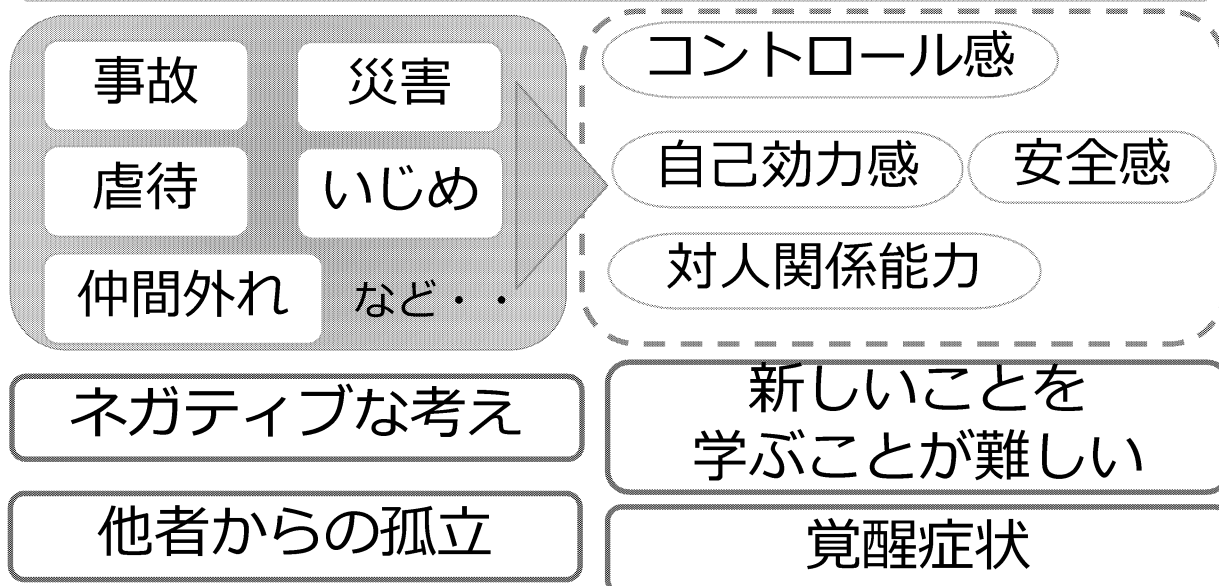 事故
災害
虐待
いじめ
仲間外れ
など・・
コントロール感
自己効力感
安全感
対人関係能力
ネガティブな考え
新しいことを
学ぶことが難しい
他者からの孤立
覚醒症状